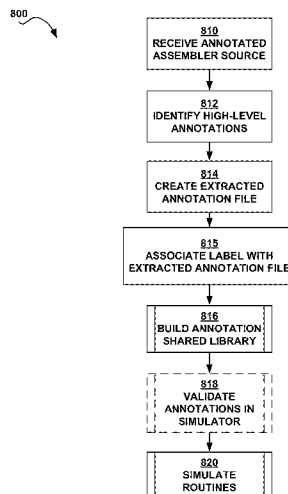 800
810
RECEIVE ANNOTATED
ASSEMBLER SOURCE
812
IDENTIFY HIGH-LEVEL
ANNOTATIONS
814
CREATE EXTRACTED
ANNOTATION FILE
815
ASSOCIATE LABEL WITH
EXTRACTED ANNOTATION FILE
816
BUILD ANNOTATION
SHARED LIBRARY
818
VALIDATE
ANNOTATIONS IN
SIMULATOR
820
SIMULATE
ROUTINES